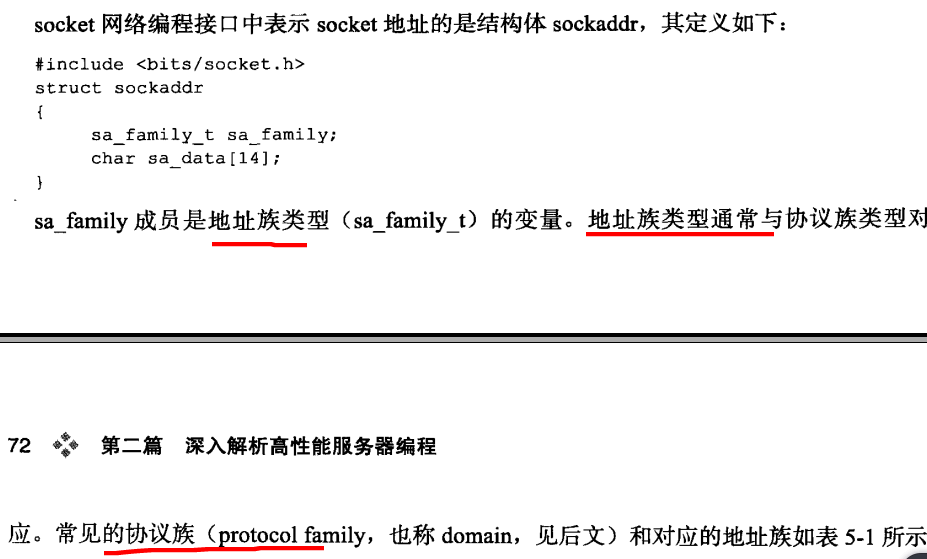 socket 网络编程接口中表示 socket 地址的是结构体 sockaddr，其定义如下：
#include <bits/socket.h>
struct sockaddr
{
sa_family_t sa_family;
char sa_data[14];
}
sa_family 成员是地址族类型（sa_family_t）的变量。地址族类型通常与协议族类型对
72 第二篇 深入解析高性能服务器编程
应。常见的协议族（protocol family，也称 domain，见后文）和对应的地址族如表 5-1 所示